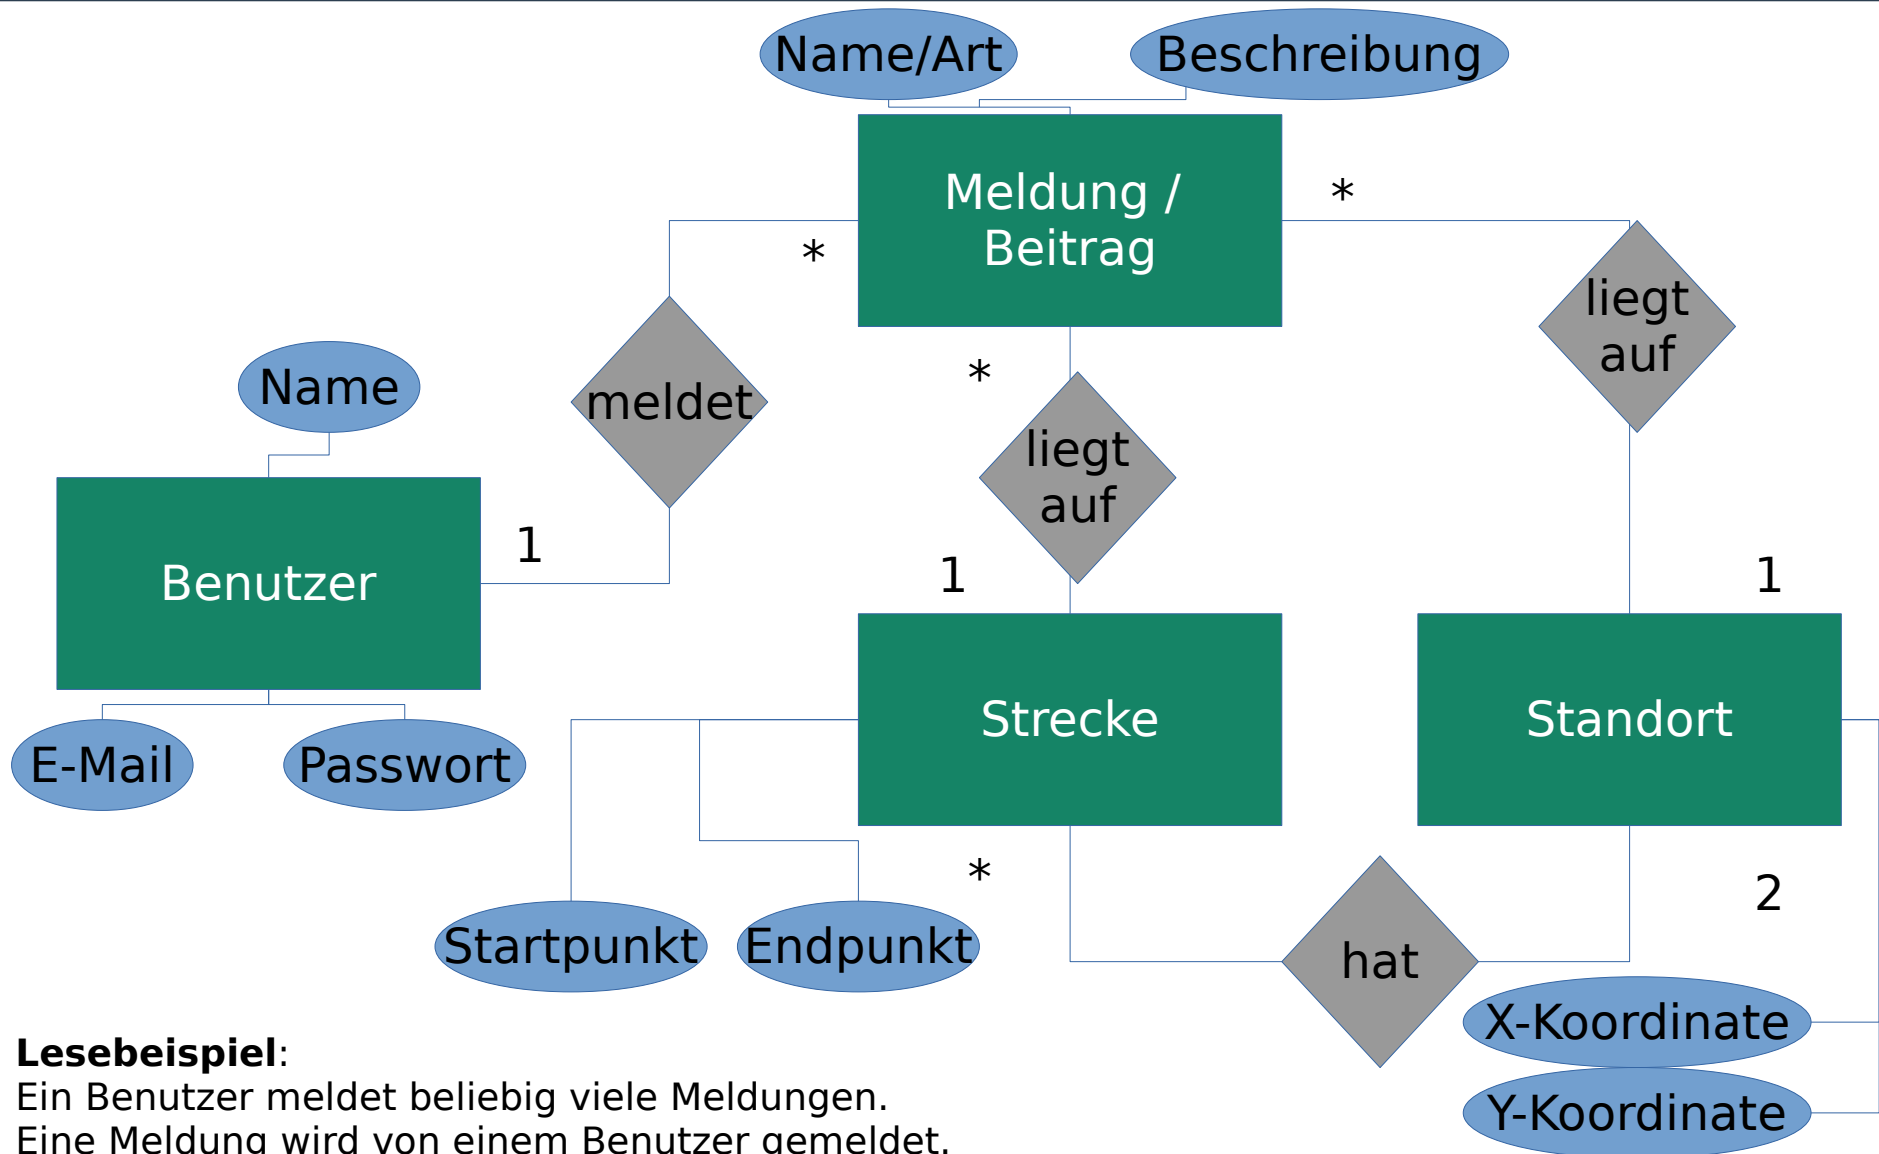 Name/Art
Beschreibung
Meldung /
Beitrag
*
*
liegt
auf
meldet
*
liegt
auf
Name
1
1
1
Benutzer
Strecke
Standort
E-Mail
Passwort
*
2
Startpunkt
Endpunkt
hat
X-Koordinate
Y-Koordinate
Lesebeispiel:
Ein Benutzer meldet beliebig viele Meldungen.
Eine Meldung wird von einem Benutzer gemeldet.